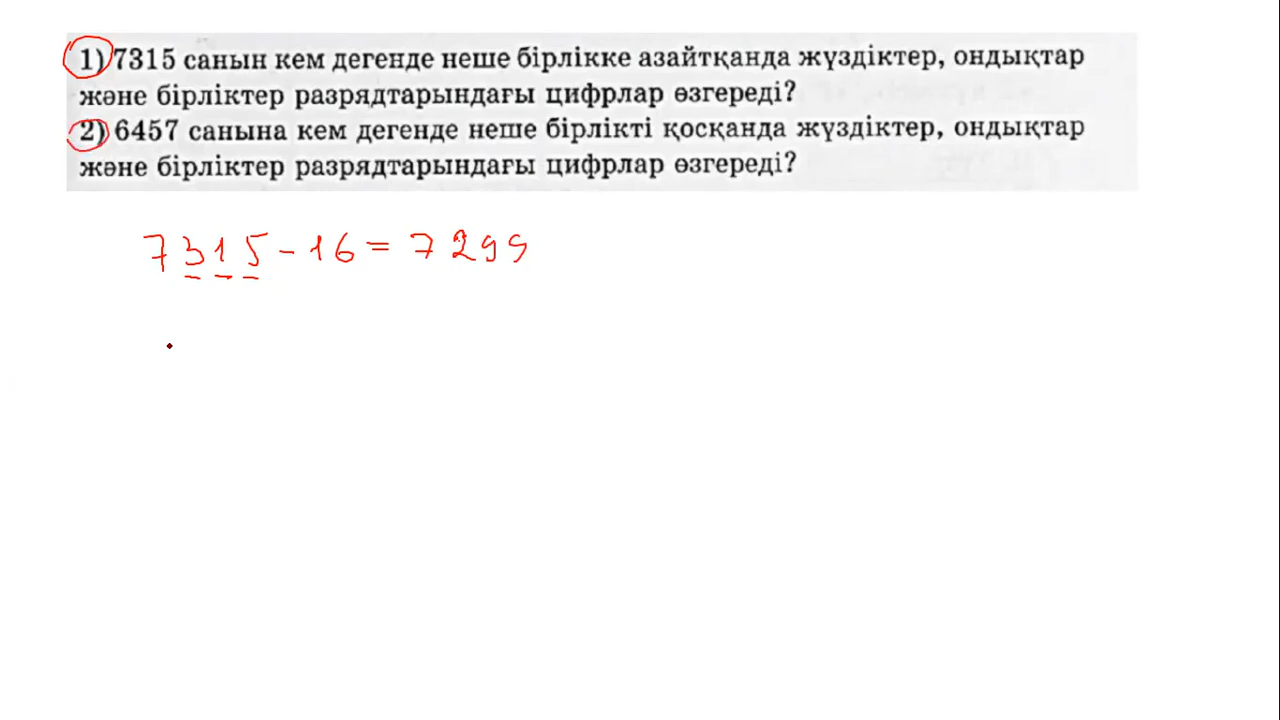 1) 7315 санын кем дегенде неше бірлікке азайтқанда жүздіктер, ондықтар
және бірліктер разрядтарындағы цифрлар өзгереді?
2) 6457 санына кем дегенде неше бірлікті қосқанда жүздіктер, ондықтар
және бірліктер разрядтарындағы цифрлар өзгереді?
7315 - 16 = 7299